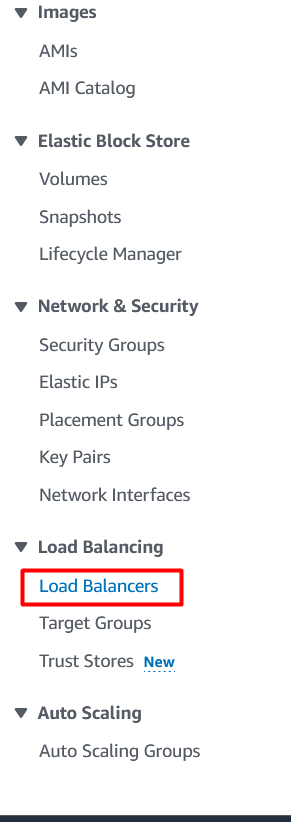 Images
AMIs
AMI Catalog
Elastic Block Store
Volumes
Snapshots
Lifecycle Manager
Network & Security
Security Groups
Elastic IPs
Placement Groups
Key Pairs
Network Interfaces
Load Balancing
Load Balancers
Target Groups
Trust Stores New
Auto Scaling
Auto Scaling Groups